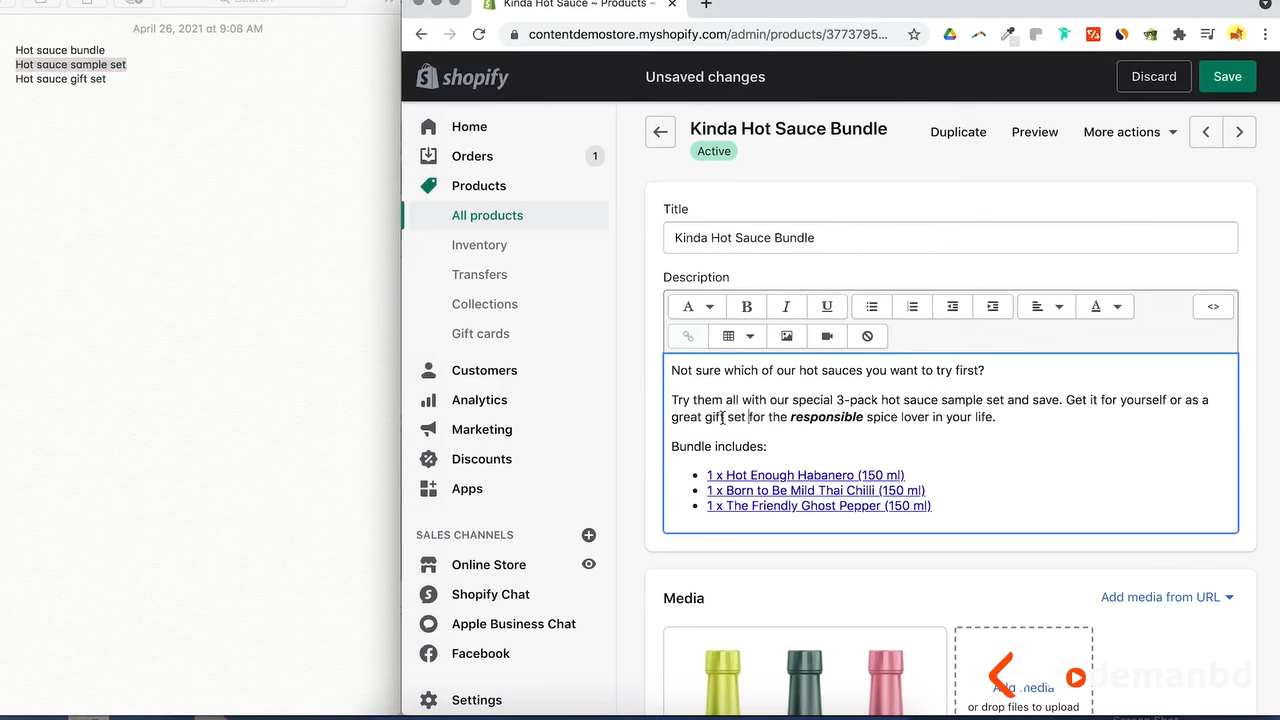 Kinda Hot Sauce ~ Products ~
April 26, 2021 at 9:08 AM
Hot sauce bundle
Hot sauce sample set
Hot sauce gift set
contentdemostore.myshopify.com/admin/products/3773795...
shopify
Unsaved changes
Discard
Save
Home
Orders
1
Products
All products
Inventory
Transfers
Collections
Gift cards
Customers
Analytics
Marketing
Discounts
Apps
SALES CHANNELS
Online Store
Shopify Chat
Apple Business Chat
Facebook
Settings
Kinda Hot Sauce Bundle
Active
Duplicate
Preview
More actions
Title
Kinda Hot Sauce Bundle
Description
A
B
I
U
A
<>
Not sure which of our hot sauces you want to try first?
Try them all with our special 3-pack hot sauce sample set and save. Get it for yourself or as a
great gift set for the responsible spice lover in your life.
Bundle includes:
1 x Hot Enough Habanero (150 ml)
1 x Born to Be Mild Thai Chilli (150 ml)
1 x The Friendly Ghost Pepper (150 ml)
Media
Add media from URL
Add media
or drop files to upload
demanbd